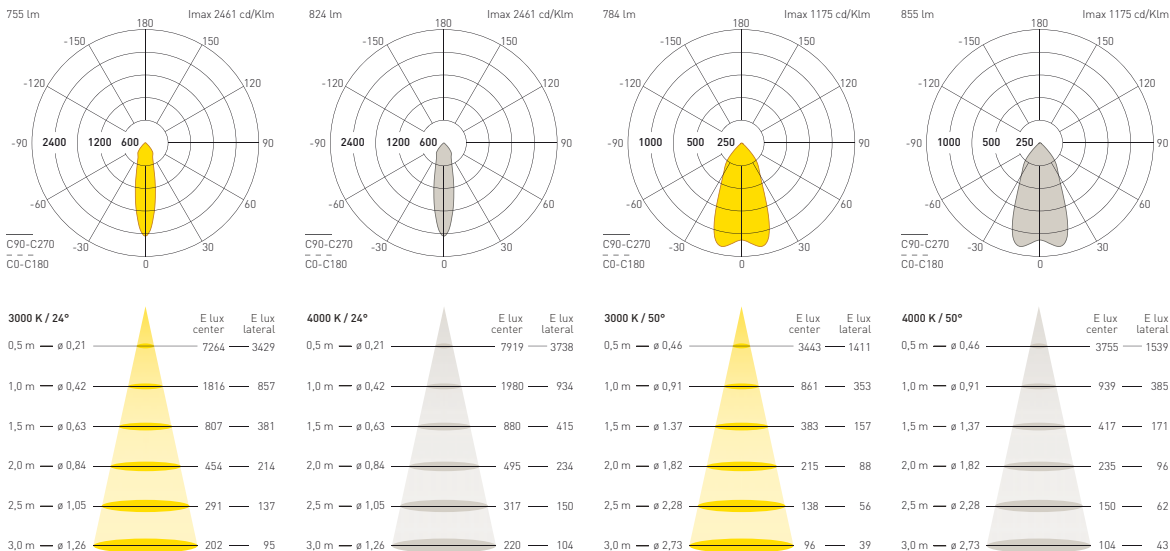 755 lm Imax 2461 cd/Klm
180
-150 150
-120 120
-90 2400 1200 600 90
-60 60
-30 30
0
C90-C270
C0-C180
824 lm Imax 2461 cd/Klm
180
-150 150
-120 120
-90 2400 1200 600 90
-60 60
-30 30
0
C90-C270
C0-C180
784 lm Imax 1175 cd/Klm
180
-150 150
-120 120
-90 1000 500 250 90
-60 60
-30 30
0
C90-C270
C0-C180
855 lm Imax 1175 cd/Klm
180
-150 150
-120 120
-90 1000 500 250 90
-60 60
-30 30
0
C90-C270
C0-C180
3000 K / 24° E lux E lux
center lateral
0,5 m ø 0,21 7264 3429
1,0 m ø 0,42 1816 857
1,5 m ø 0,63 807 381
2,0 m ø 0,84 454 214
2,5 m ø 1,05 291 137
3,0 m ø 1,26 202 95
4000 K / 24° E lux E lux
center lateral
0,5 m ø 0,21 7919 3738
1,0 m ø 0,42 1980 934
1,5 m ø 0,63 880 415
2,0 m ø 0,84 495 234
2,5 m ø 1,05 317 150
3,0 m ø 1,26 220 104
3000 K / 50° E lux E lux
center lateral
0,5 m ø 0,46 3443 1411
1,0 m ø 0,91 861 353
1,5 m ø 1.37 383 157
2,0 m ø 1,82 215 88
2,5 m ø 2,28 138 56
3,0 m ø 2,73 96 39
4000 K / 50° E lux E lux
center lateral
0,5 m ø 0,46 3755 1539
1,0 m ø 0,91 939 385
1,5 m ø 1,37 417 171
2,0 m ø 1,82 235 96
2,5 m ø 2,28 150 62
3,0 m ø 2,73 104 43